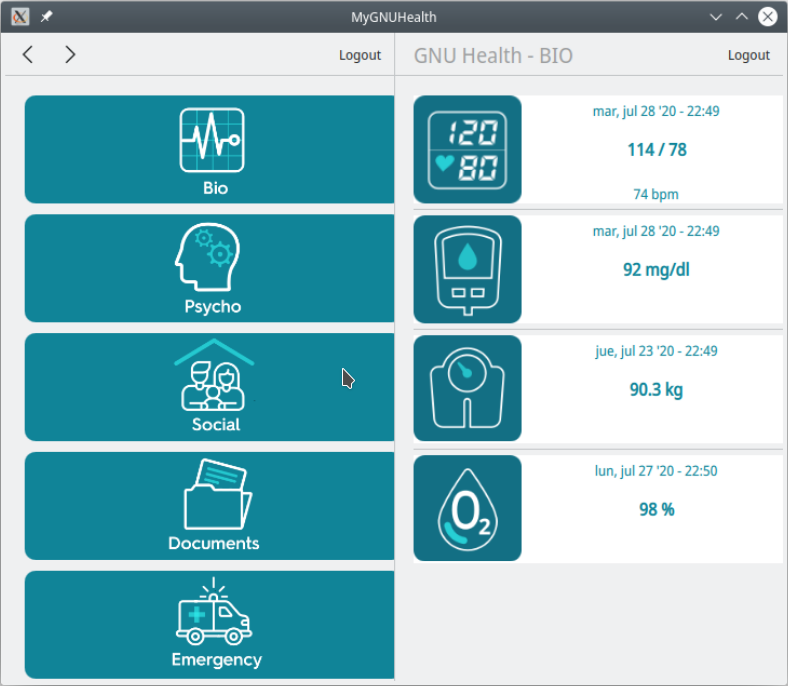 MyGNUHealth
Logout
GNU Health - BIO
Logout
Bio
Psycho
Social
Documents
Emergency
120
80
mar, jul 28 '20 - 22:49
114 / 78
74 bpm
mar, jul 28 '20 - 22:49
92 mg/dl
jue, jul 23 '20 - 22:49
90.3 kg
O2
lun, jul 27 '20 - 22:50
98 %